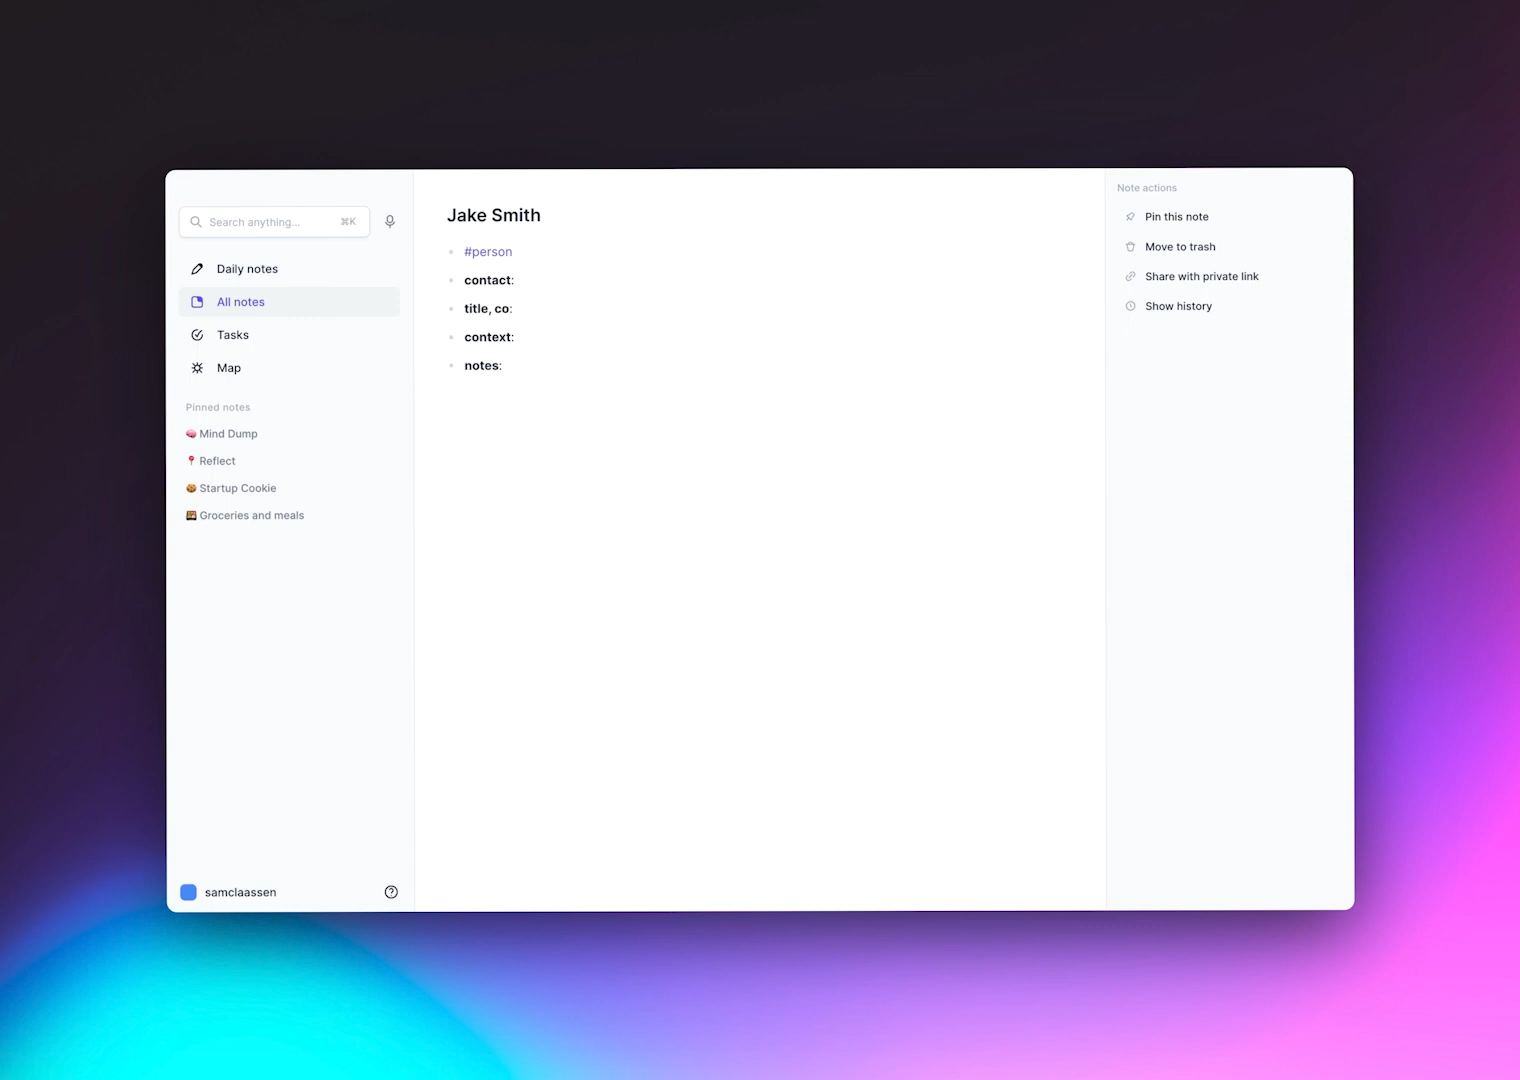 Search anything... ⌘K
Daily notes
All notes
Tasks
Map
Pinned notes
🧠 Mind Dump
📍 Reflect
🍪 Startup Cookie
🍱 Groceries and meals
samclaassen
Jake Smith
#person
contact:
title, co:
context:
notes:
Note actions
Pin this note
Move to trash
Share with private link
Show history